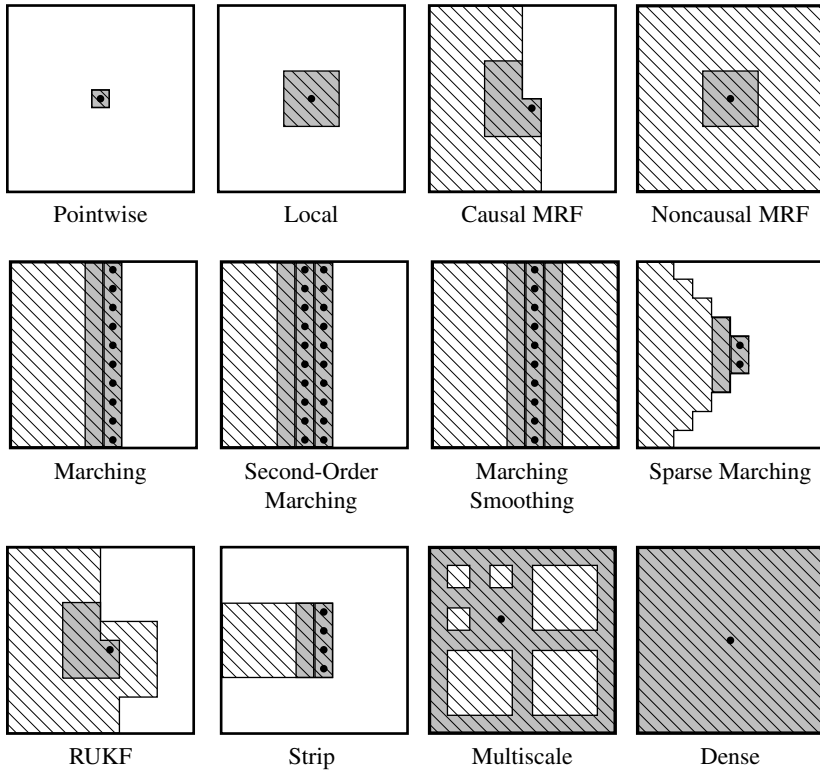 Pointwise
Local
Causal MRF
Noncausal MRF
Marching
Second-Order
Marching
Marching
Smoothing
Sparse Marching
RUKF
Strip
Multiscale
Dense